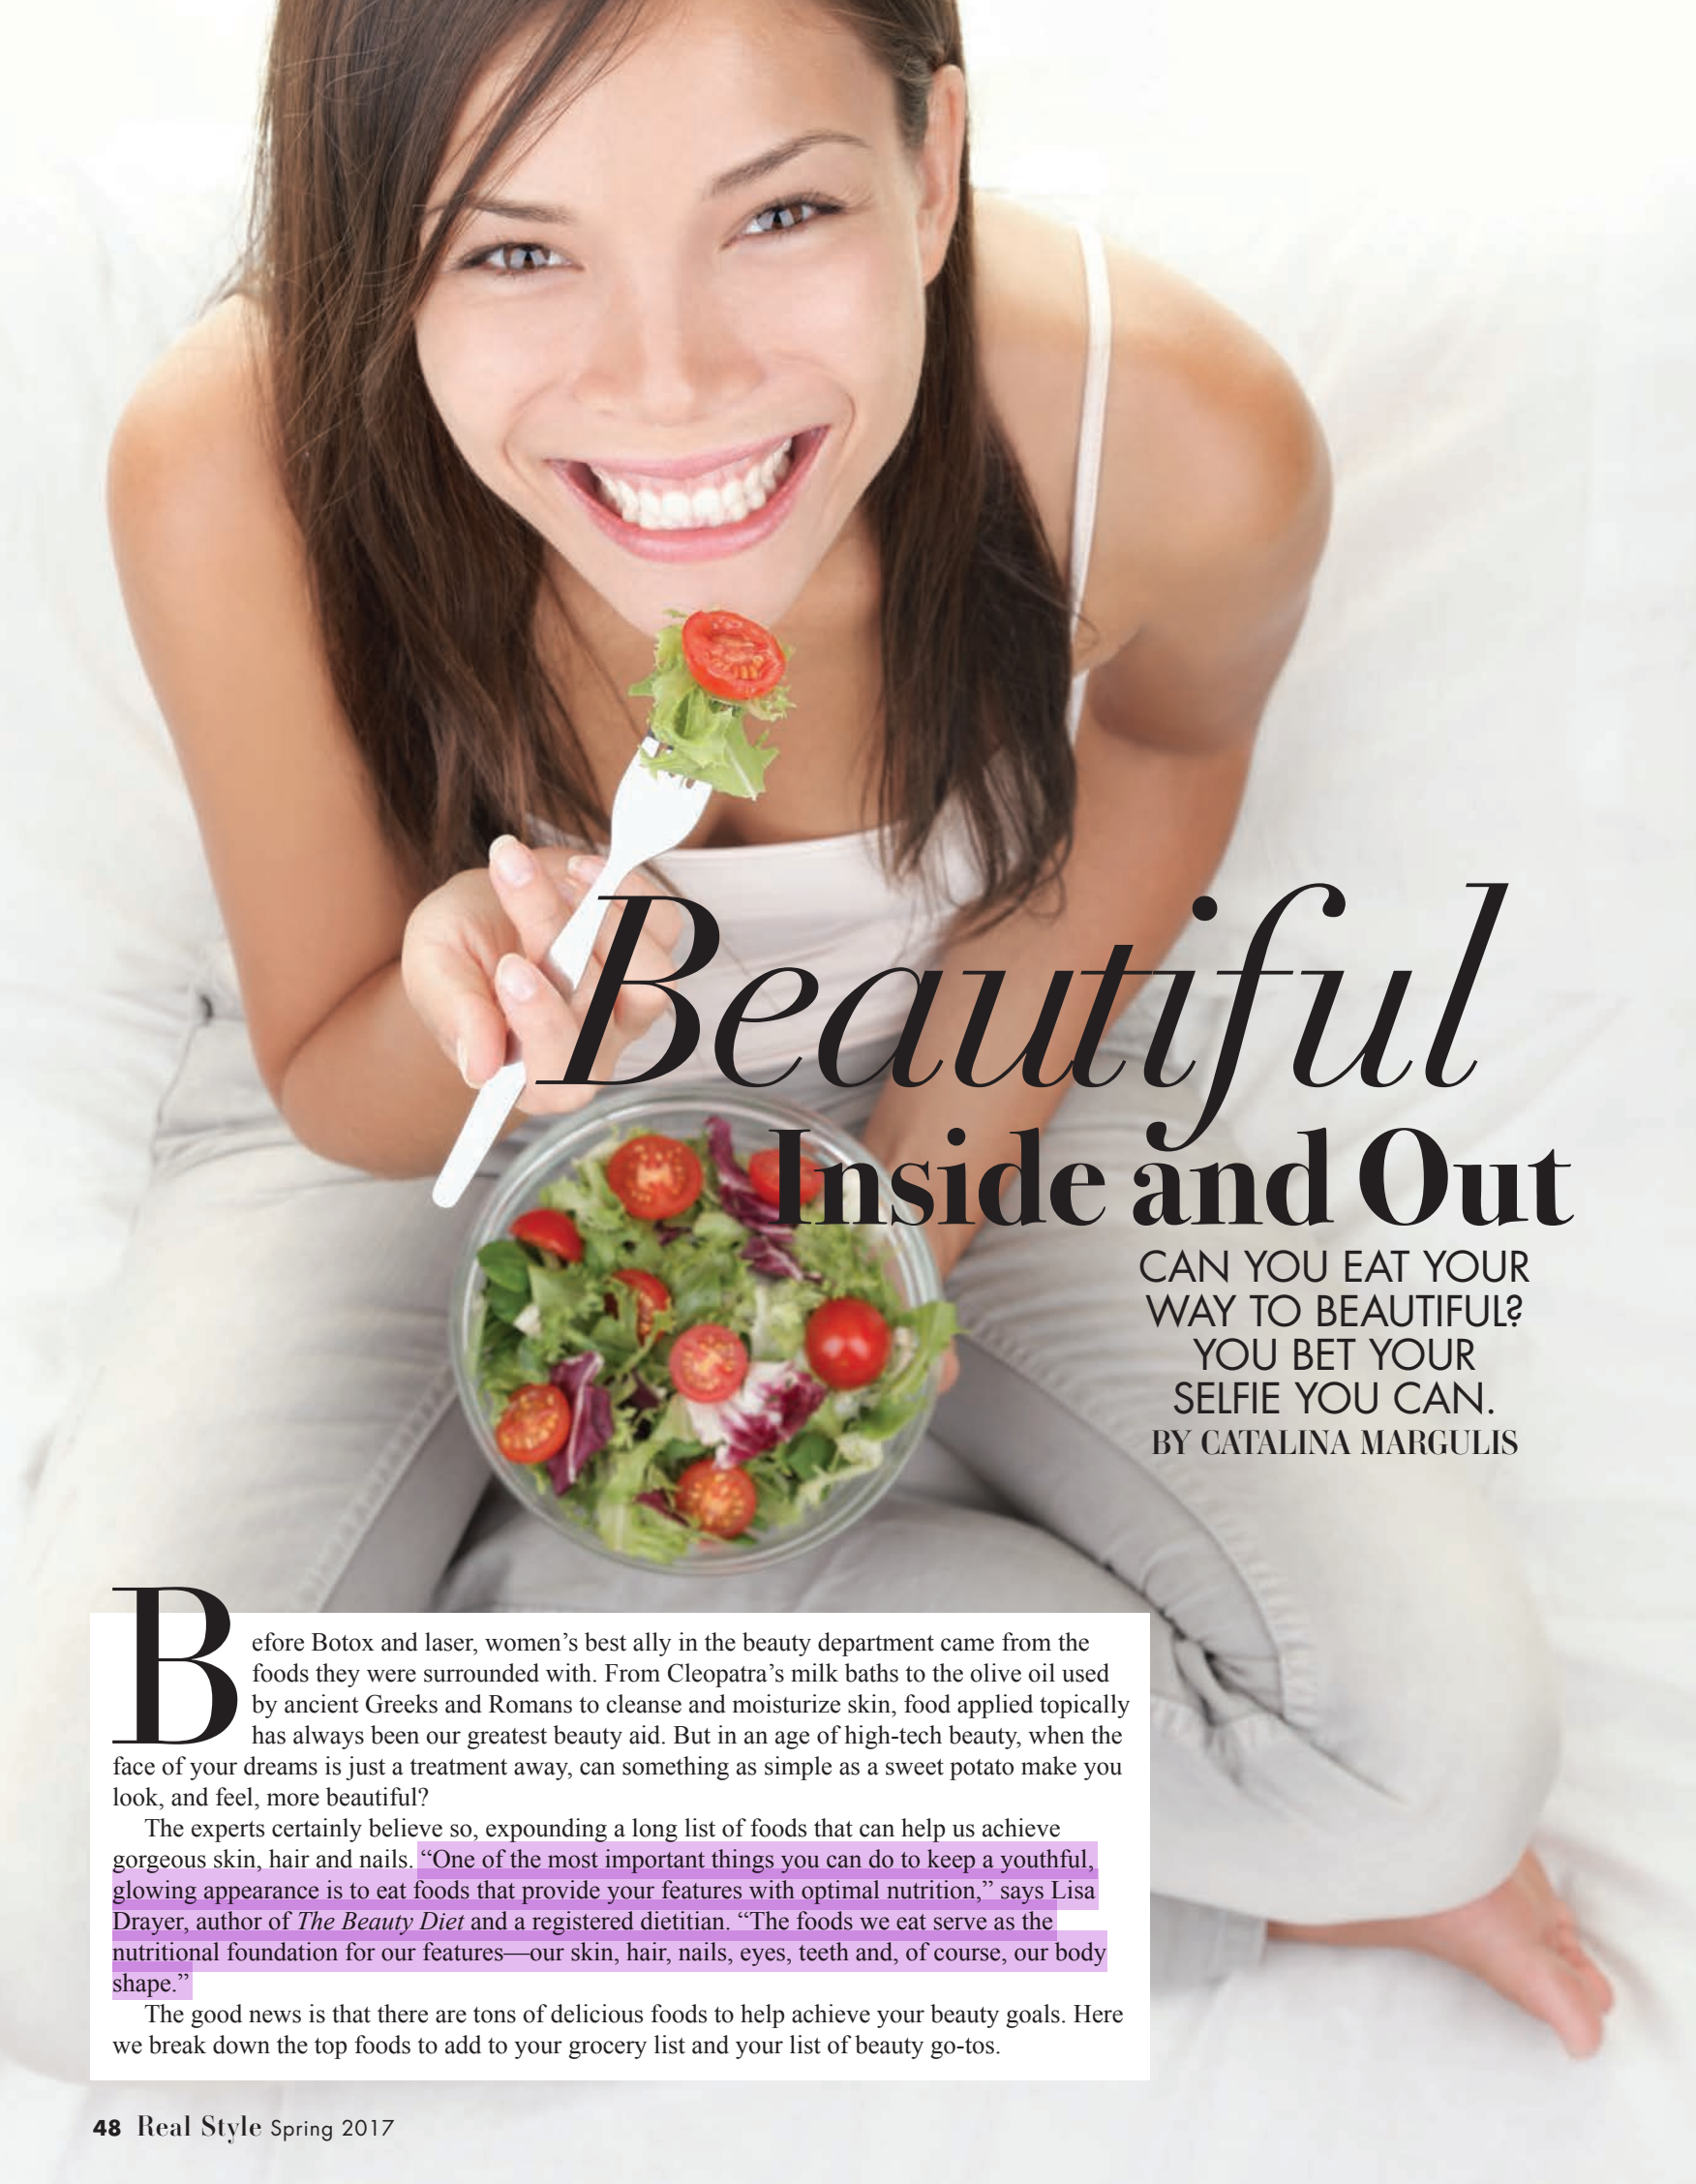 Beautiful
Inside and Out
CAN YOU EAT YOUR
WAY TO BEAUTIFUL?
YOU BET YOUR
SELFIE YOU CAN.
BY CATALINA MARGULIS
Before Botox and laser, women’s best ally in the beauty department came from the
foods they were surrounded with. From Cleopatra’s milk baths to the olive oil used
by ancient Greeks and Romans to cleanse and moisturize skin, food applied topically
has always been our greatest beauty aid. But in an age of high-tech beauty, when the
face of your dreams is just a treatment away, can something as simple as a sweet potato make you
look, and feel, more beautiful?
The experts certainly believe so, expounding a long list of foods that can help us achieve
gorgeous skin, hair and nails. “One of the most important things you can do to keep a youthful,
glowing appearance is to eat foods that provide your features with optimal nutrition,” says Lisa
Drayer, author of The Beauty Diet and a registered dietitian. “The foods we eat serve as the
nutritional foundation for our features—our skin, hair, nails, eyes, teeth and, of course, our body
shape.”
The good news is that there are tons of delicious foods to help achieve your beauty goals. Here
we break down the top foods to add to your grocery list and your list of beauty go-tos.
48 Real Style Spring 2017